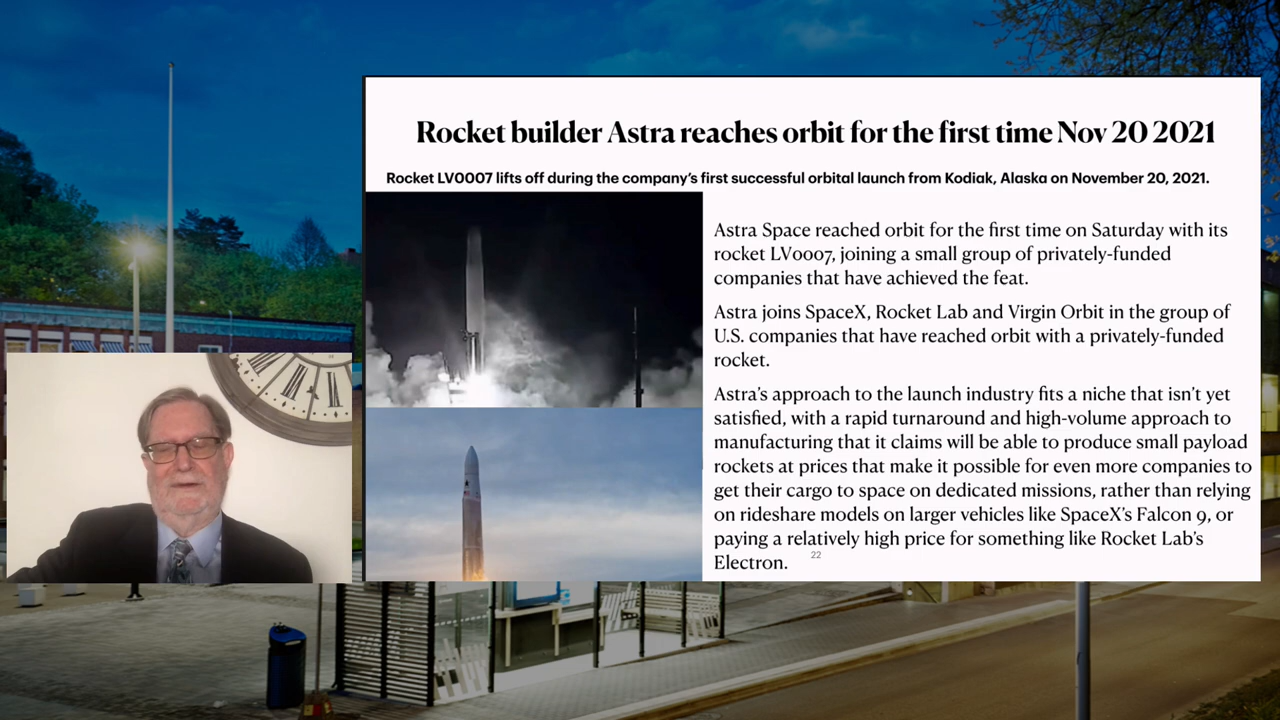 Rocket builder Astra reaches orbit for the first time Nov 20 2021
Rocket LV0007 lifts off during the company's first successful orbital launch from Kodiak, Alaska on November 20, 2021.
Astra Space reached orbit for the first time on Saturday with its
rocket LV0007, joining a small group of privately-funded
companies that have achieved the feat.
Astra joins SpaceX, Rocket Lab and Virgin Orbit in the group of
U.S. companies that have reached orbit with a privately-funded
rocket.
Astra's approach to the launch industry fits a niche that isn't yet
satisfied, with a rapid turnaround and high-volume approach to
manufacturing that it claims will be able to produce small payload
rockets at prices that make it possible for even more companies to
get their cargo to space on dedicated missions, rather than relying
on rideshare models on larger vehicles like SpaceX's Falcon 9, or
paying a relatively high price for something like Rocket Lab's
Electron.
22